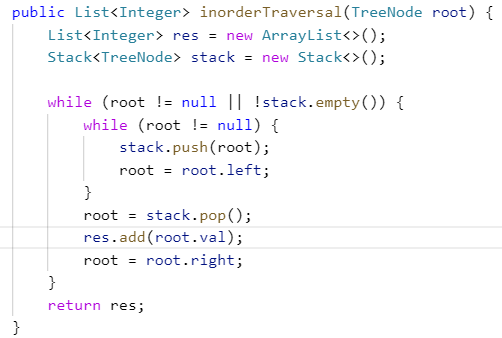 public List<Integer> inorderTraversal(TreeNode root) {
    List<Integer> res = new ArrayList<>();
    Stack<TreeNode> stack = new Stack<>();

    while (root != null || !stack.empty()) {
        while (root != null) {
            stack.push(root);
            root = root.left;
        }
        root = stack.pop();
        res.add(root.val);
        root = root.right;
    }
    return res;
}